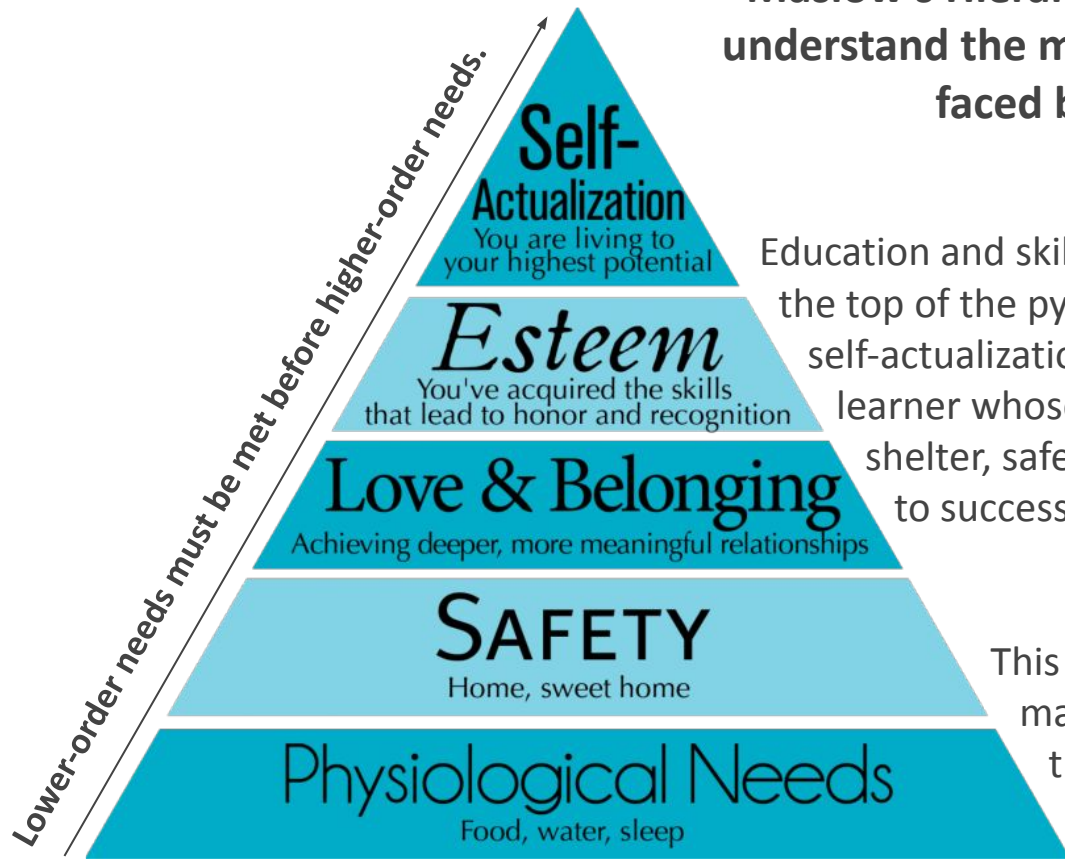 understand the m
faced b
Lower-order needs must be met before higher-order needs.
Self-
Actualization
You are living to
your highest potential
Esteem
You've acquired the skills
that lead to honor and recognition
Love & Belonging
Achieving deeper, more meaningful relationships
SAFETY
Home, sweet home
Physiological Needs
Food, water, sleep
Education and skil
the top of the py
self-actualizatio
learner whose
shelter, safe
to success
This
ma
t